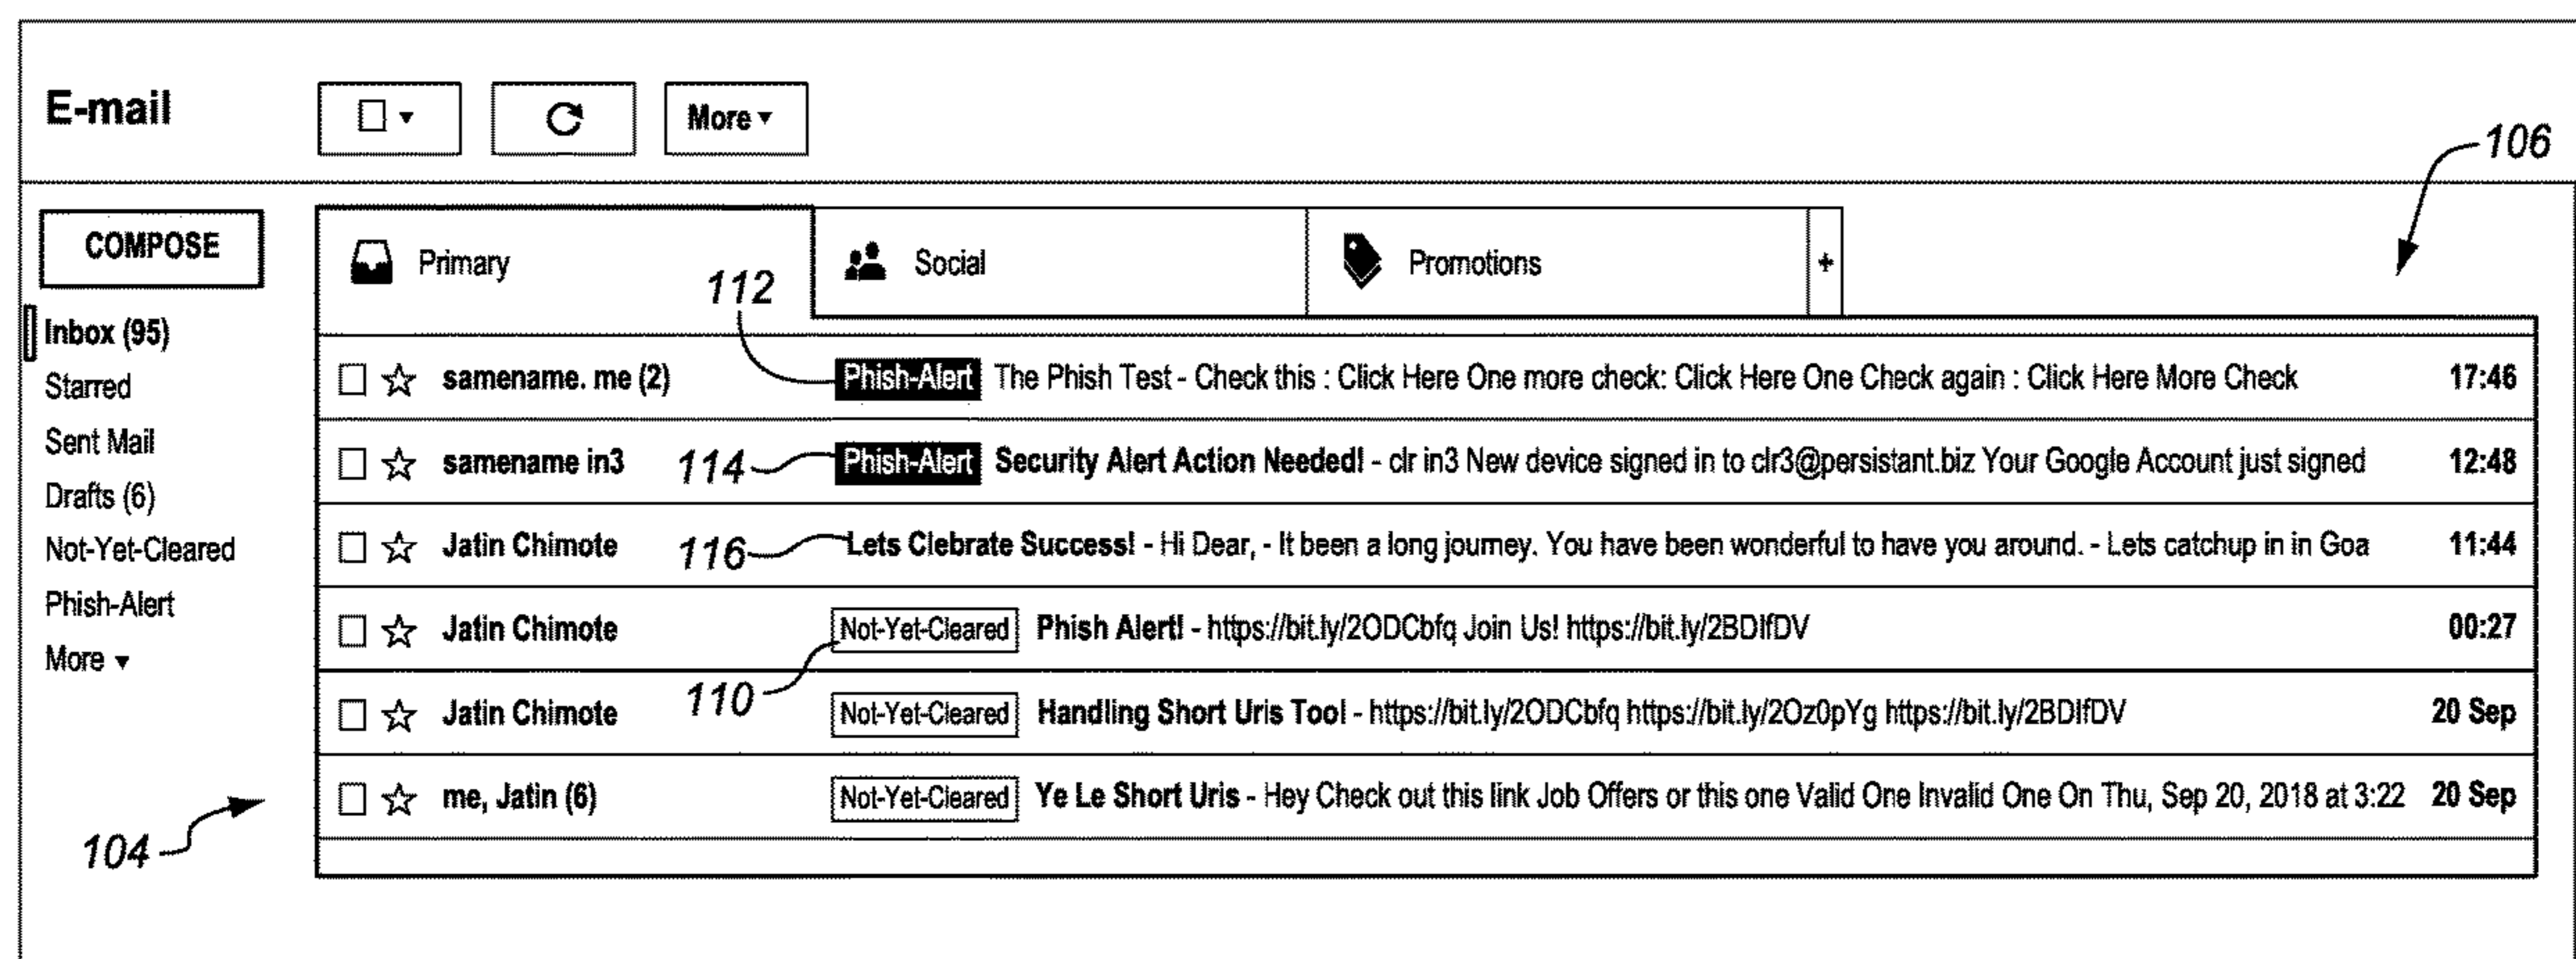 E-mail
More
106
COMPOSE
Primary
Social
Promotions
+
112
Inbox (95)
Starred
Sent Mail
Drafts (6)
Not-Yet-Cleared
Phish-Alert
More
samename. me (2) Phish-Alert The Phish Test - Check this : Click Here One more check: Click Here One Check again : Click Here More Check 17:46
samename in3 114 Phish-Alert Security Alert Action Needed! - clr in3 New device signed in to clr3@persistant.biz Your Google Account just signed 12:48
Jatin Chimote 116 Lets Clebrate Success! - Hi Dear, - It been a long journey. You have been wonderful to have you around. - Lets catchup in in Goa 11:44
Jatin Chimote Not-Yet-Cleared Phish Alert! - https://bit.ly/2ODCbfq Join Us! https://bit.ly/2BDIfDV 00:27
110
Jatin Chimote Not-Yet-Cleared Handling Short Uris Tool - https://bit.ly/2ODCbfq https://bit.ly/2Oz0pYg https://bit.ly/2BDIfDV 20 Sep
me, Jatin (6) Not-Yet-Cleared Ye Le Short Uris - Hey Check out this link Job Offers or this one Valid One Invalid One On Thu, Sep 20, 2018 at 3:22 20 Sep
104